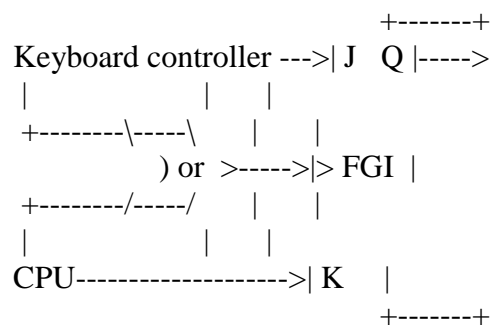 +-------+
Keyboard controller --->| J Q |----->
| | |
+--------\-----\ | |
) or >----->|> FGI |
+--------/-----/ | |
| | |
CPU-------------------->| K |
+-------+